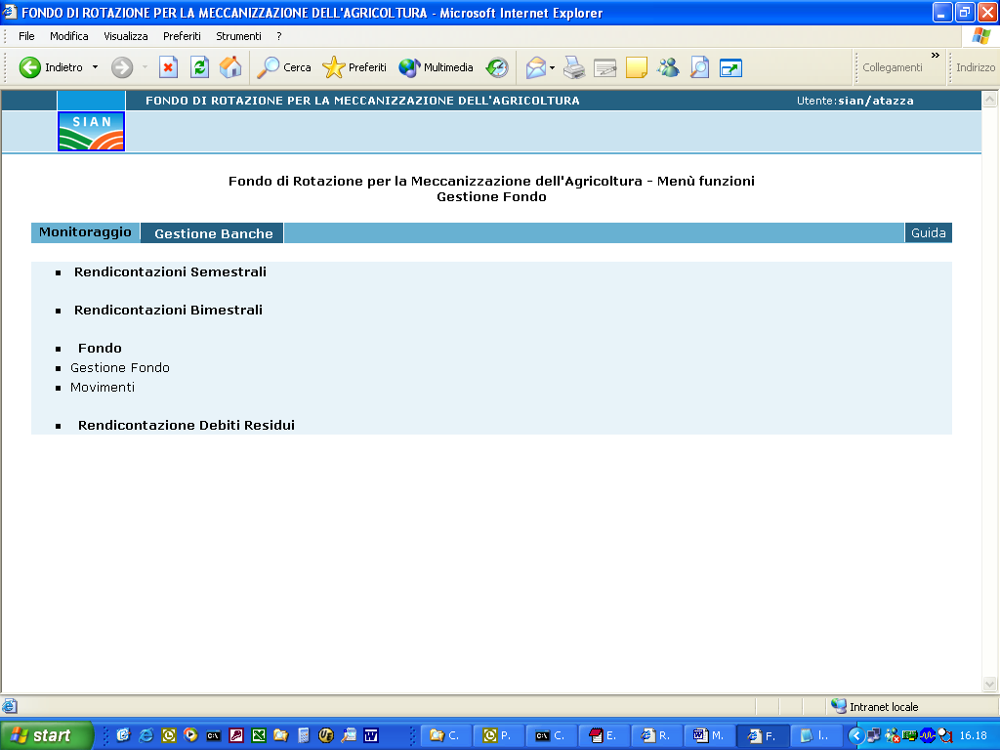 FONDO DI ROTAZIONE PER LA MECCANIZZAZIONE DELL'AGRICOLTURA - Microsoft Internet Explorer
File Modifica Visualizza Preferiti Strumenti ?
Indietro Cerca Preferiti Multimedia Collegamenti » Indirizzo
FONDO DI ROTAZIONE PER LA MECCANIZZAZIONE DELL'AGRICOLTURA Utente:sian/atazza
SIAN
Fondo di Rotazione per la Meccanizzazione dell'Agricoltura - Menù funzioni
Gestione Fondo
Monitoraggio Gestione Banche Guida
Rendicontazioni Semestrali
Rendicontazioni Bimestrali
Fondo
Gestione Fondo
Movimenti
Rendicontazione Debiti Residui
Intranet locale
start C. P. C. E. R. M. F. I.. 16.18